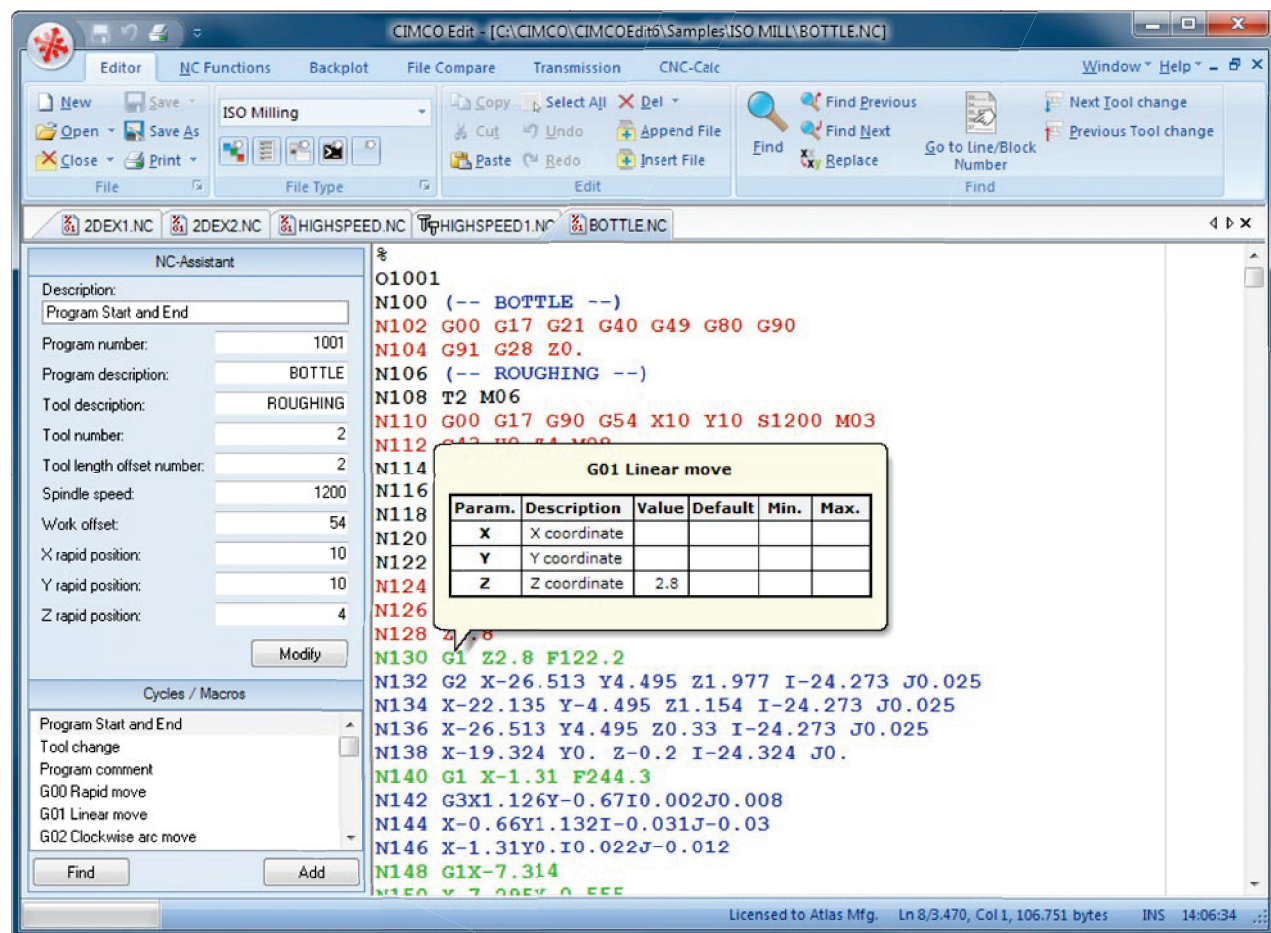 CIMCO Edit - [C:\CIMCO\CIMCOEdit6\Samples\ISO MILL\BOTTLE.NC]
Editor NC Functions Backplot File Compare Transmission CNC-Calc Window Help
New Save
Open Save As
Close Print
File
ISO Milling
File Type
Copy Select All Del
Cut Undo Append File
Paste Redo Insert File
Edit
Find
Find Previous
Find Next
Replace
Go to Line/Block
Number
Next Tool change
Previous Tool change
Find
2DEX1.NC 2DEX2.NC HIGHSPEED.NC HIGHSPEED1.NC BOTTLE.NC
NC-Assistant
Description:
Program Start and End
Program number: 1001
Program description: BOTTLE
Tool description: ROUGHING
Tool number: 2
Tool length offset number: 2
Spindle speed: 1200
Work offset: 54
X rapid position: 10
Y rapid position: 10
Z rapid position: 4
Modify
Cycles / Macros
Program Start and End
Tool change
Program comment
G00 Rapid move
G01 Linear move
G02 Clockwise arc move
Find Add
%
O1001
N100 (-- BOTTLE --)
N102 G00 G17 G21 G40 G49 G80 G90
N104 G91 G28 Z0.
N106 (-- ROUGHING --)
N108 T2 M06
N110 G00 G17 G90 G54 X10 Y10 S1200 M03
N112
N114
N116
N118
N120
N122
N124
N126
N128
G01 Linear move
Param. Description Value Default Min. Max.
X X coordinate
Y Y coordinate
Z Z coordinate 2.8
N130 G1 Z2.8 F122.2
N132 G2 X-26.513 Y4.495 Z1.977 I-24.273 J0.025
N134 X-22.135 Y-4.495 Z1.154 I-24.273 J0.025
N136 X-26.513 Y4.495 Z0.33 I-24.273 J0.025
N138 X-19.324 Y0. Z-0.2 I-24.324 J0.
N140 G1 X-1.31 F244.3
N142 G3X1.126Y-0.67I0.002J0.008
N144 X-0.66Y1.132I-0.031J-0.03
N146 X-1.31Y0.I0.022J-0.012
N148 G1X-7.314
Licensed to Atlas Mfg. Ln 8/3.470, Col 1, 106.751 bytes INS 14:06:34